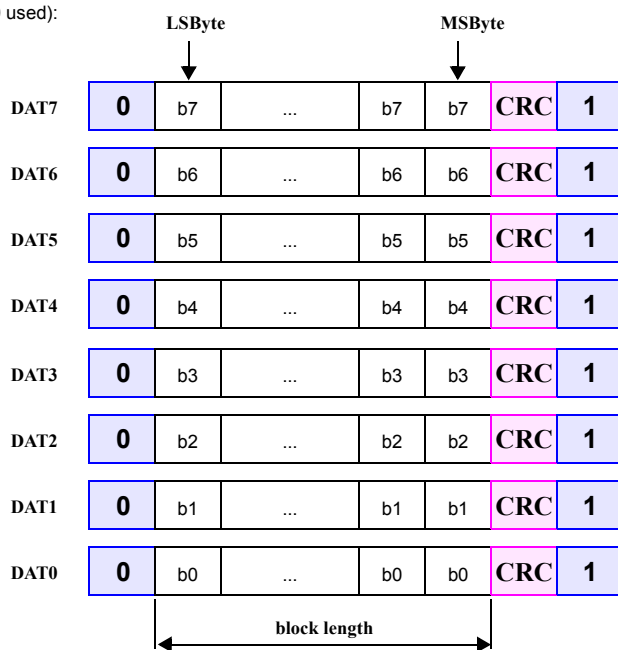 used):
LSByte MSByte
DAT7 0 b7 ... b7 b7 CRC 1
DAT6 0 b6 ... b6 b6 CRC 1
DAT5 0 b5 ... b5 b5 CRC 1
DAT4 0 b4 ... b4 b4 CRC 1
DAT3 0 b3 ... b3 b3 CRC 1
DAT2 0 b2 ... b2 b2 CRC 1
DAT1 0 b1 ... b1 b1 CRC 1
DAT0 0 b0 ... b0 b0 CRC 1
block length